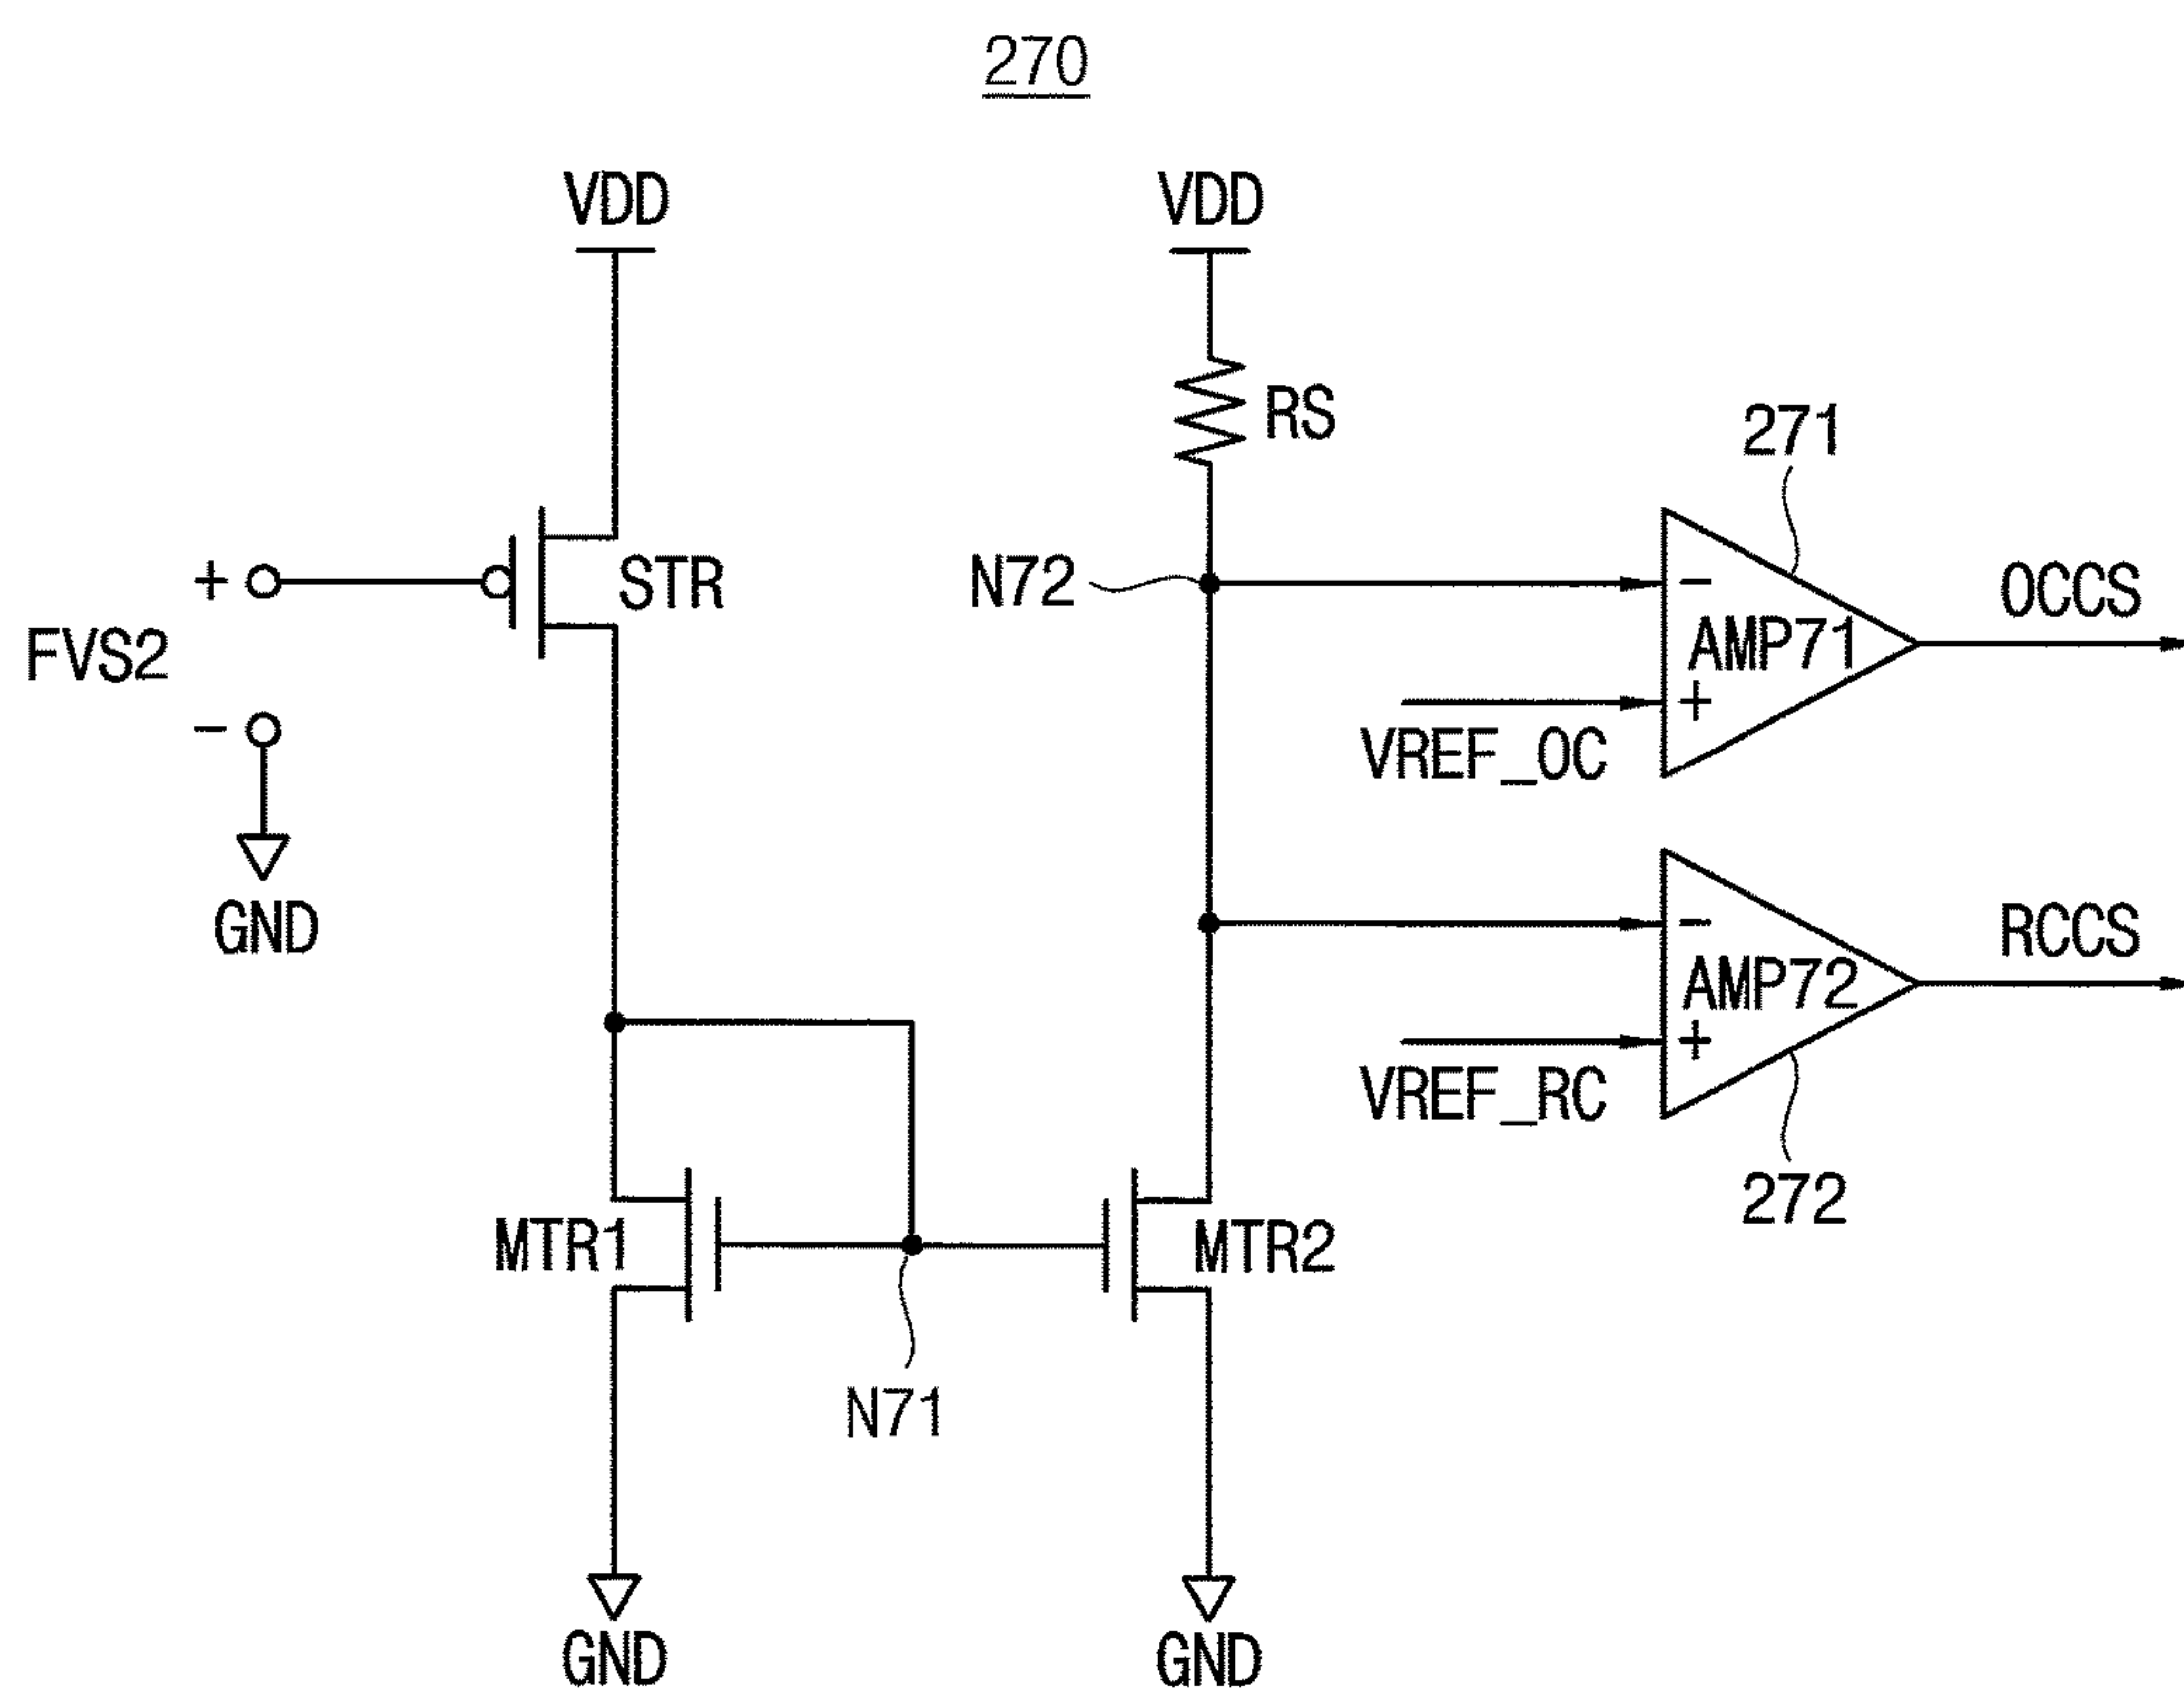 270
VDD
VDD
RS
271
+
STR
N72
-
OCCS
FVS2
AMP71
-
+
VREF_OC
GND
-
RCCS
AMP72
+
VREF_RC
272
MTR1
MTR2
N71
GND
GND